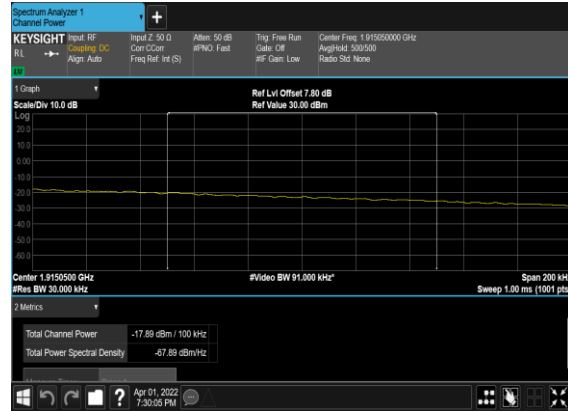 Spectrum Analyzer 1
Channel Power
KEYSIGHT
RL
Input: RF
Coupling: DC
Align: Auto
Input Z: 50 Ω
Corr CCorr
Freq Ref: Int (S)
Atten: 50 dB
#PNO: Fast
Trig: Free Run
Gate: Off
#IF Gain: Low
Center Freq: 1.915050000 GHz
Avg|Hold: 500/500
Radio Std: None
LM
1 Graph
Scale/Div 10.0 dB
Ref Lvl Offset 7.80 dB
Ref Value 30.00 dBm
Log
20.0
10.0
0.00
-10.0
-20.0
-30.0
-40.0
-50.0
-60.0
Center 1.9150500 GHz
#Video BW 91.000 kHz*
Span 200 kH
#Res BW 30.000 kHz
Sweep 1.00 ms (1001 pts
2 Metrics
Total Channel Power -17.89 dBm / 100 kHz
Total Power Spectral Density -67.89 dBm/Hz
?
Apr 01, 2022
7:30:05 PM